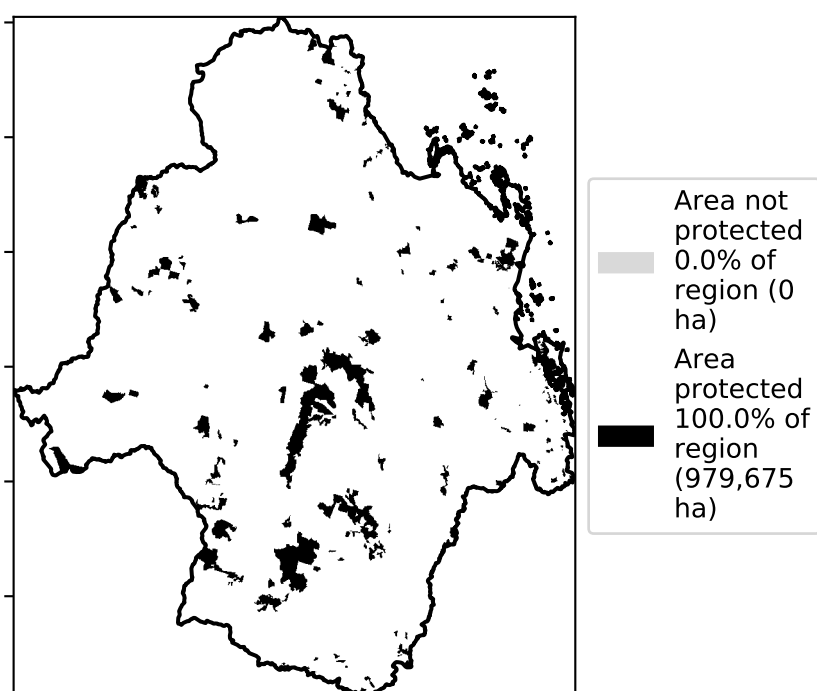 Area not
protected
0.0% of
region (0
ha)
Area
protected
100.0% of
region
(979,675
ha)